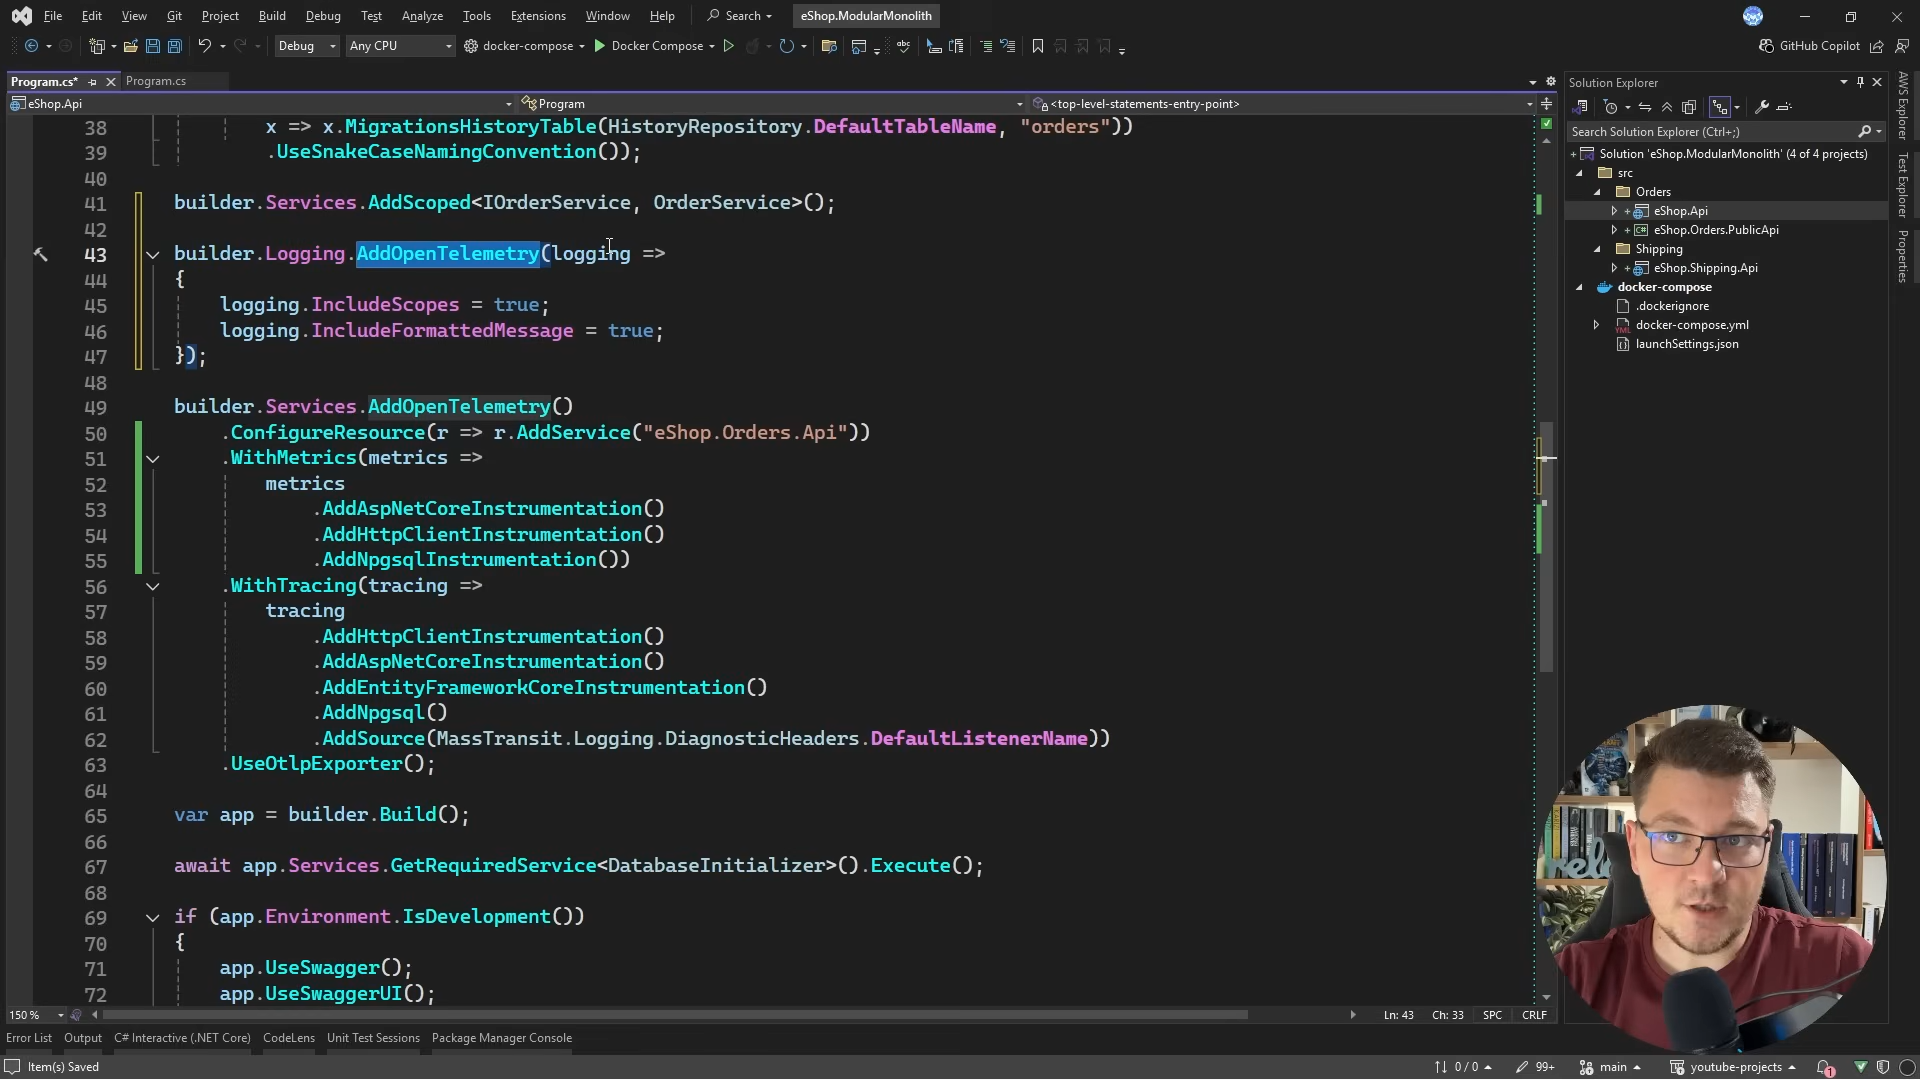 File Edit View Git Project Build Debug Test Analyze Tools Extensions Window Help Search eShop.ModularMonolith
Debug Any CPU docker-compose Docker Compose GitHub Copilot
Program.cs* Program.cs
eShop.Api Program <top-level-statements-entry-point>
38 x => x.MigrationsHistoryTable(HistoryRepository.DefaultTableName, "orders"))
39 .UseSnakeCaseNamingConvention());
40
41 builder.Services.AddScoped<IOrderService, OrderService>();
42
43 builder.Logging.AddOpenTelemetry(logging =>
44 {
45 logging.IncludeScopes = true;
46 logging.IncludeFormattedMessage = true;
47 });
48
49 builder.Services.AddOpenTelemetry()
50 .ConfigureResource(r => r.AddService("eShop.Orders.Api"))
51 .WithMetrics(metrics =>
52 metrics
53 .AddAspNetCoreInstrumentation()
54 .AddHttpClientInstrumentation()
55 .AddNpgsqlInstrumentation())
56 .WithTracing(tracing =>
57 tracing
58 .AddHttpClientInstrumentation()
59 .AddAspNetCoreInstrumentation()
60 .AddEntityFrameworkCoreInstrumentation()
61 .AddNpgsql()
62 .AddSource(MassTransit.Logging.DiagnosticHeaders.DefaultListenerName))
63 .UseOtlpExporter();
64
65 var app = builder.Build();
66
67 await app.Services.GetRequiredService<DatabaseInitializer>().Execute();
68
69 if (app.Environment.IsDevelopment())
70 {
71 app.UseSwagger();
72 app.UseSwaggerUI();
150 % Ln: 43 Ch: 33 SPC CRLF
Solution Explorer
Search Solution Explorer (Ctrl+;)
Solution 'eShop.ModularMonolith' (4 of 4 projects)
src
Orders
eShop.Api
eShop.Orders.PublicApi
Shipping
eShop.Shipping.Api
docker-compose
.dockerignore
docker-compose.yml
launchSettings.json
AWS Explorer
Test Explorer
Properties
Error List Output C# Interactive (.NET Core) CodeLens Unit Test Sessions Package Manager Console
Item(s) Saved 0 / 0 99+ main youtube-projects 1